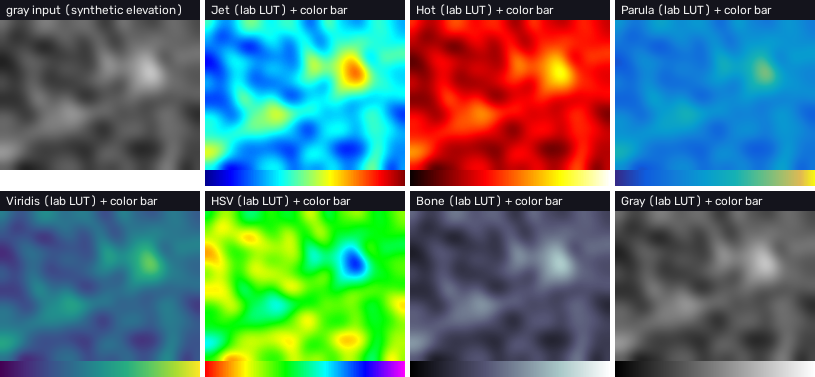 gray input (synthetic elevation)
Jet (lab LUT) + color bar
Hot (lab LUT) + color bar
Parula (lab LUT) + color bar
Viridis (lab LUT) + color bar
HSV (lab LUT) + color bar
Bone (lab LUT) + color bar
Gray (lab LUT) + color bar